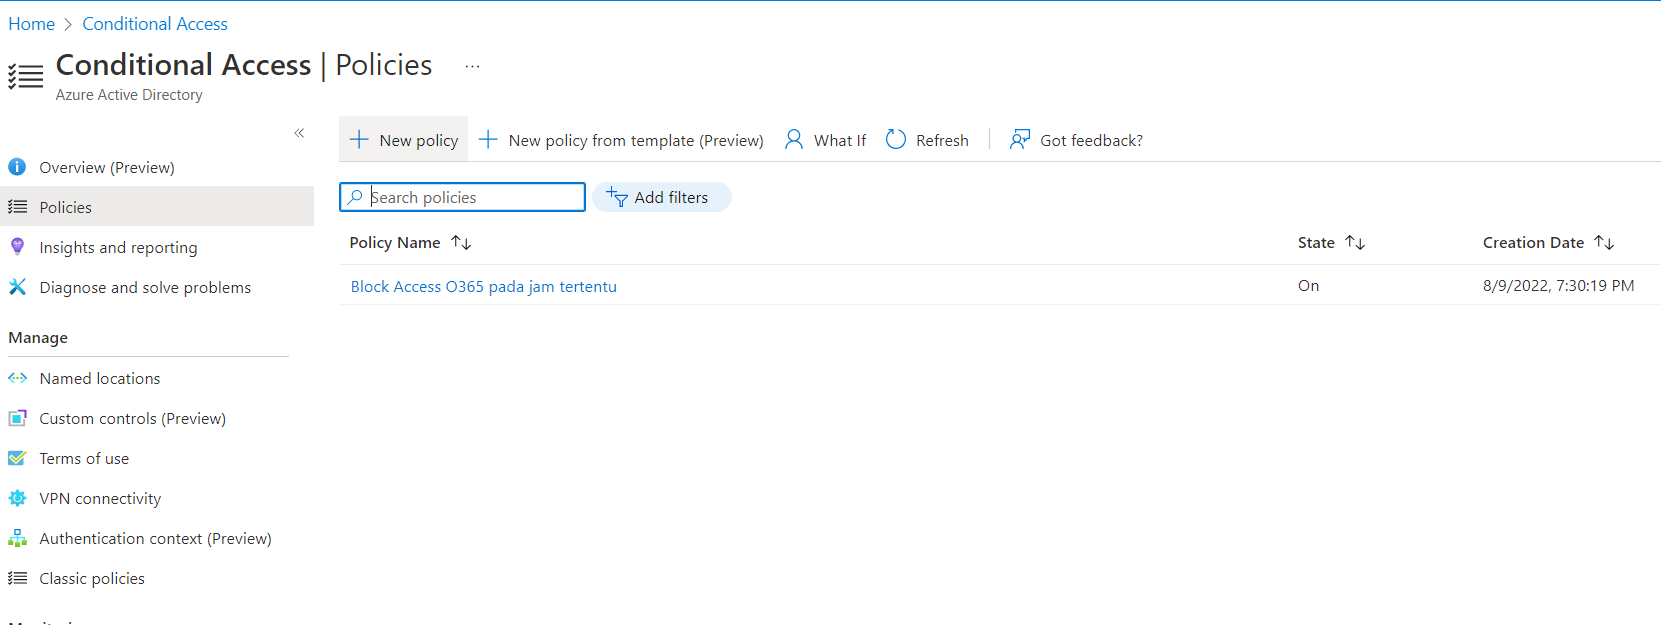 Home > Conditional Access
Conditional Access | Policies ...
Azure Active Directory
«
Overview (Preview)
Policies
Insights and reporting
Diagnose and solve problems
Manage
Named locations
Custom controls (Preview)
Terms of use
VPN connectivity
Authentication context (Preview)
Classic policies
+ New policy + New policy from template (Preview) What If Refresh | Got feedback?
Search policies Add filters
Policy Name ↑↓ State ↑↓ Creation Date ↑↓
Block Access O365 pada jam tertentu On 8/9/2022, 7:30:19 PM